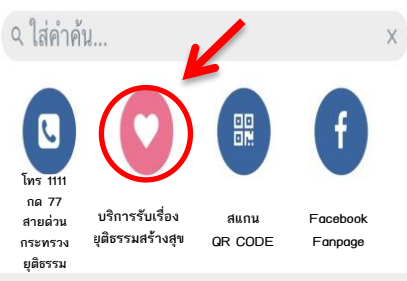 ใส่คำค้น...
X
โทร 1111
กด 77
สายด่วน
กระทรวง
ยุติธรรม
บริการรับเรื่อง
ยุติธรรมสร้างสุข
สแกน
QR CODE
Facebook
Fanpage